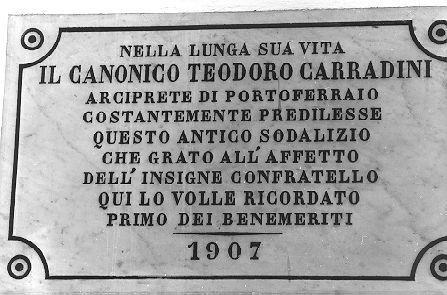 NELLA LUNGA SUA VITA
IL CANONICO TEODORO CARRADINI
ARCIPRETE DI PORTOFERRAIO
COSTANTEMENTE PREDILESSE
QUESTO ANTICO SODALIZIO
CHE GRATO ALL'AFFETTO
DELL'INSIGNE CONFRATELLO
QUI LO VOLLE RICORDATO
PRIMO DEI BENEMERITI
1907